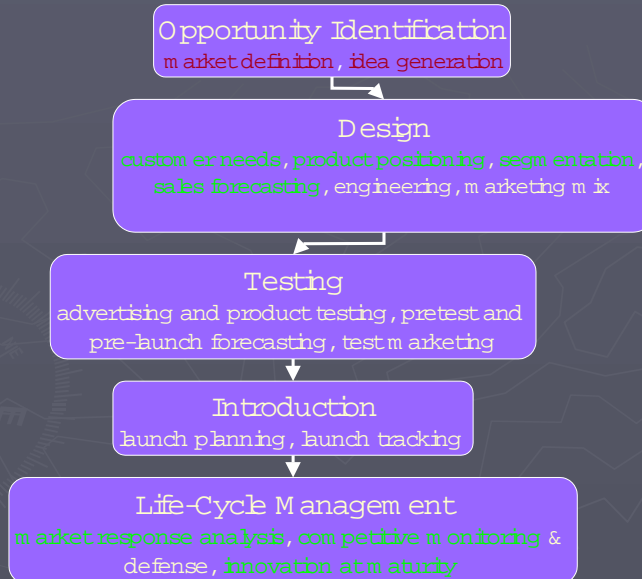 Opportunity Identification
market definition, idea generation
Design
customer needs, product positioning, segmentation,
sales forecasting, engineering, marketing mix
Testing
advertising and product testing, pretest and
pre-launch forecasting, test marketing
Introduction
launch planning, launch tracking
Life-Cycle Management
market response analysis, competitive monitoring &
defense, innovation at maturity